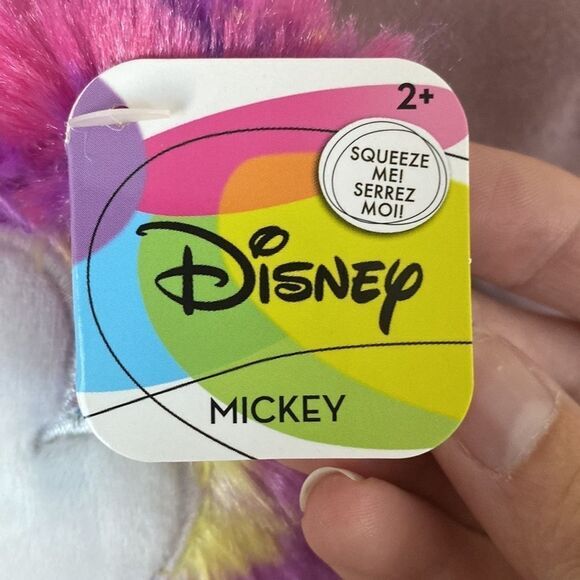 2+
SQUEEZE
ME!
SERREZ
MOI!
Disney
MICKEY